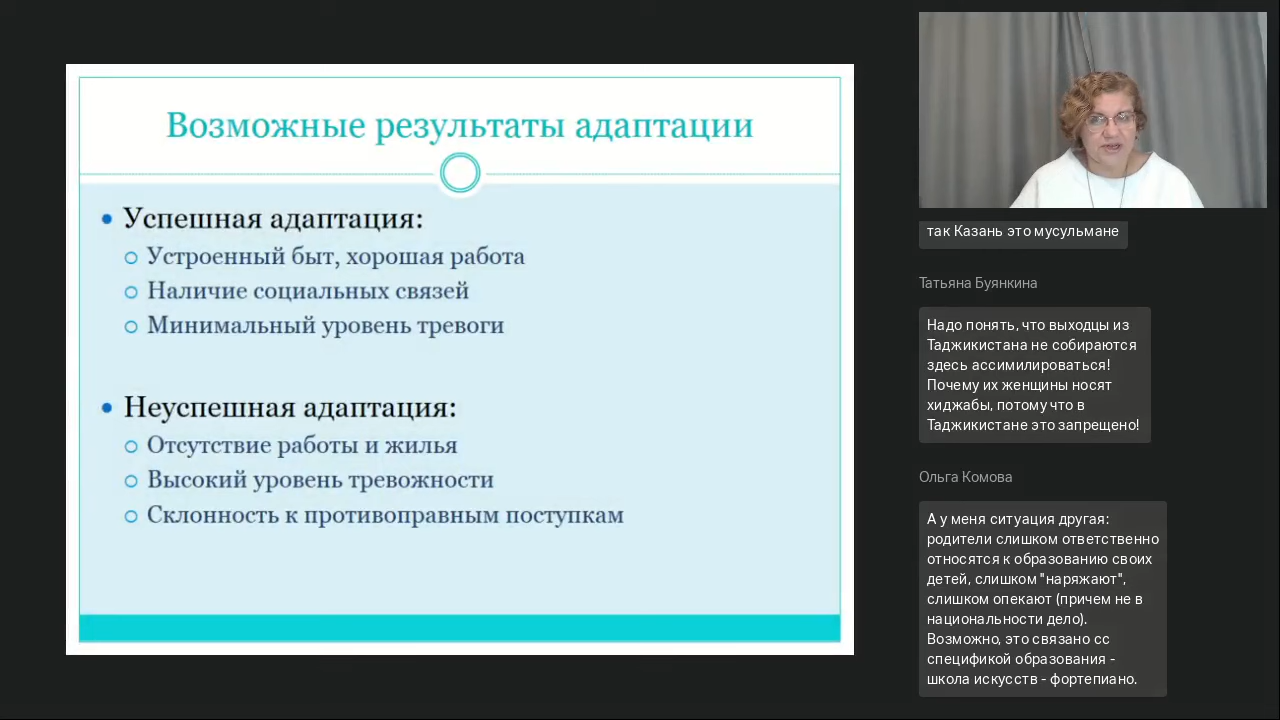 Возможные результаты адаптации
Успешная адаптация:
Устроенный быт, хорошая работа
Наличие социальных связей
Минимальный уровень тревоги
Неуспешная адаптация:
Отсутствие работы и жилья
Высокий уровень тревожности
Склонность к противоправным поступкам
так Казань это мусульмане
Татьяна Буянкина
Надо понять, что выходцы из
Таджикистана не собираются
здесь ассимилироваться!
Почему их женщины носят
хиджабы, потому что в
Таджикистане это запрещено!
Ольга Комова
А у меня ситуация другая:
родители слишком ответственно
относятся к образованию своих
детей, слишком "наряжают",
слишком опекают (причем не в
национальности дело).
Возможно, это связано сс
спецификой образования -
школа искусств - фортепиано.